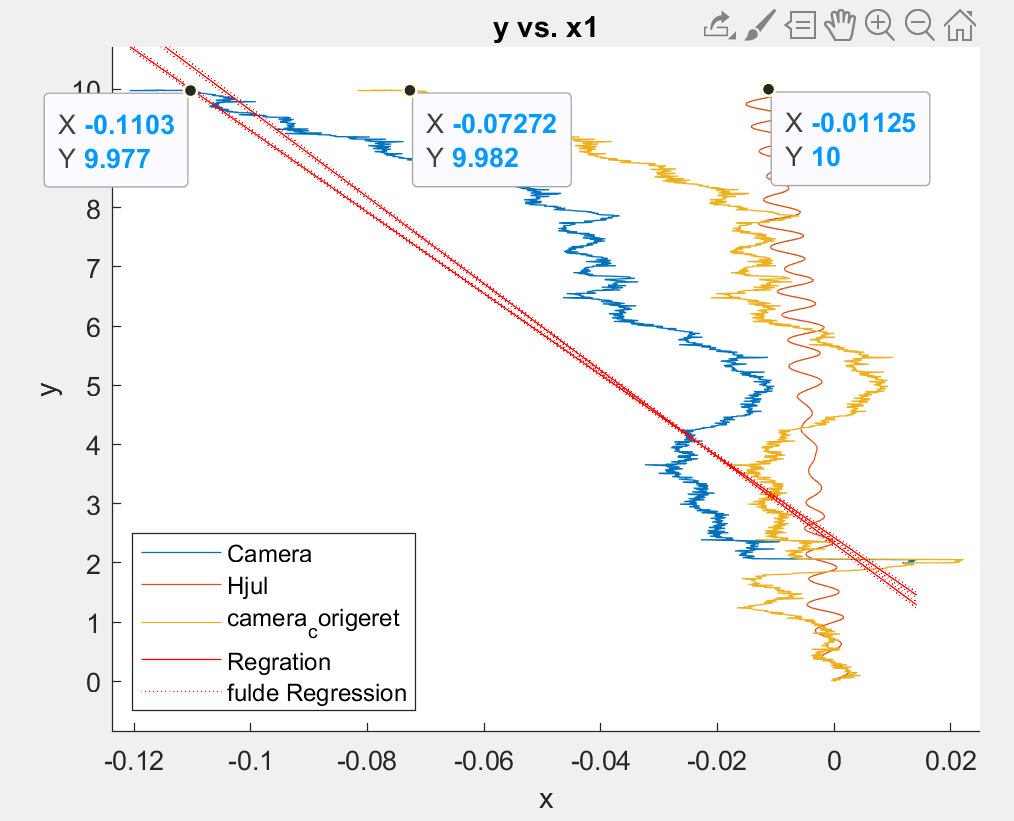 y vs. x1
10
8
7
6
5
4
3
2
1
0
y
X -0.1103
Y 9.977
X -0.07272
Y 9.982
X -0.01125
Y 10
Camera
Hjul
camera_corigeret
Regration
fulde Regression
-0.12 -0.1 -0.08 -0.06 -0.04 -0.02 0 0.02
x